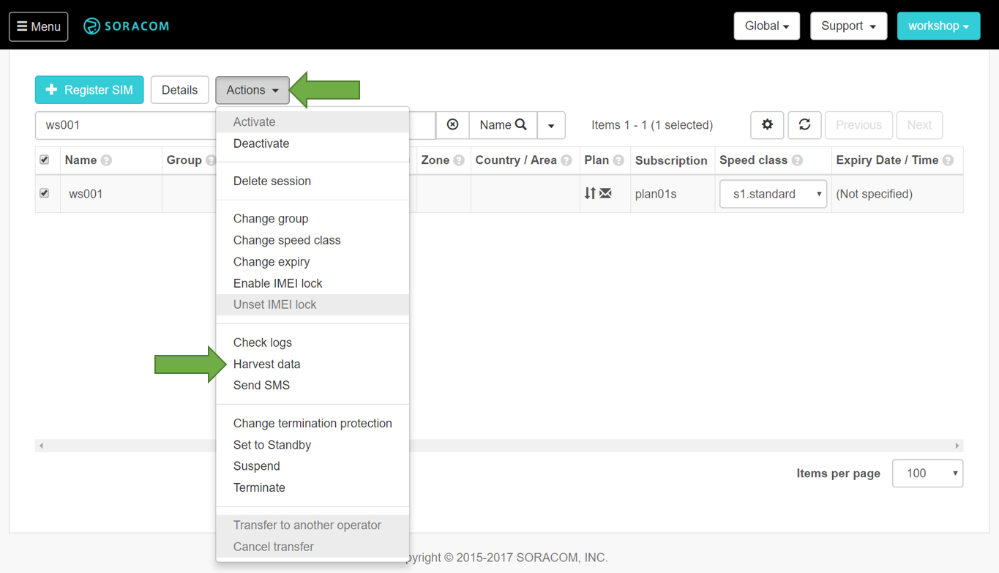 Menu
SORACOM
Global
Support
workshop
Register SIM
Details
Actions
ws001
Name
Items 1 - 1 (1 selected)
Previous
Next
Name
Group
Zone
Country / Area
Plan
Subscription
Speed class
Expiry Date / Time
ws001
plan01s
s1.standard
(Not specified)
Activate
Deactivate
Delete session
Change group
Change speed class
Change expiry
Enable IMEI lock
Unset IMEI lock
Check logs
Harvest data
Send SMS
Change termination protection
Set to Standby
Suspend
Terminate
Transfer to another operator
Cancel transfer
Items per page
100
pyright © 2015-2017 SORACOM, INC.